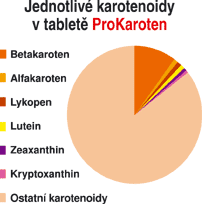 Jednotlivé karotenoidy
v tabletě ProKaroten
Betakaroten
Alfakaroten
Lykopen
Lutein
Zeaxanthin
Kryptoxanthin
Ostatní karotenoidy